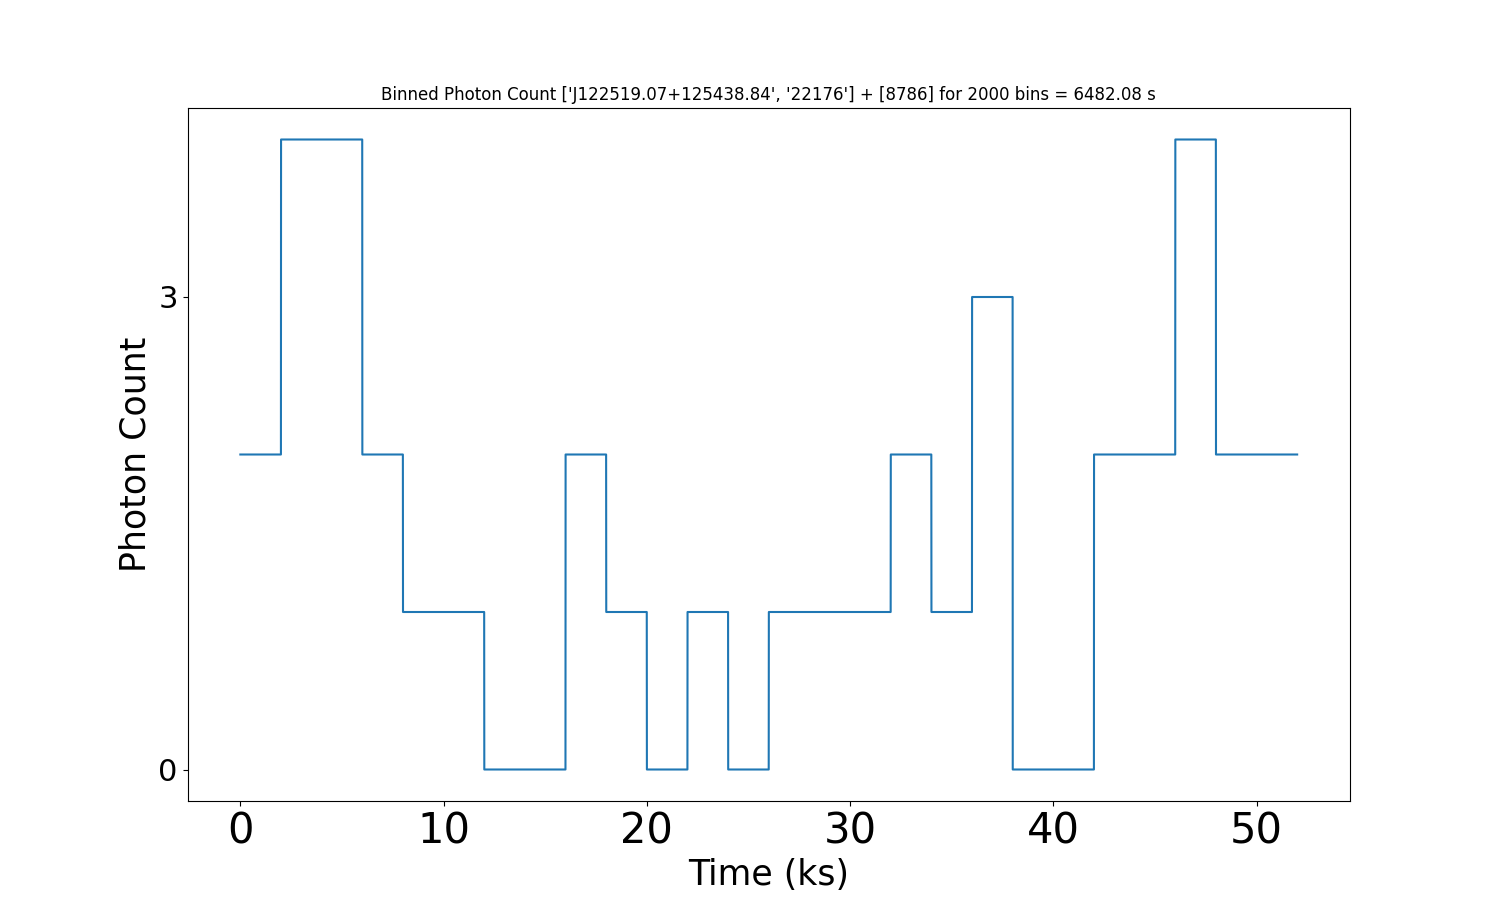 Binned Photon Count ['J122519.07+125438.84', '22176'] + [8786] for 2000 bins = 6482.08 s
Photon Count
3
0
0 10 20 30 40 50
Time (ks)